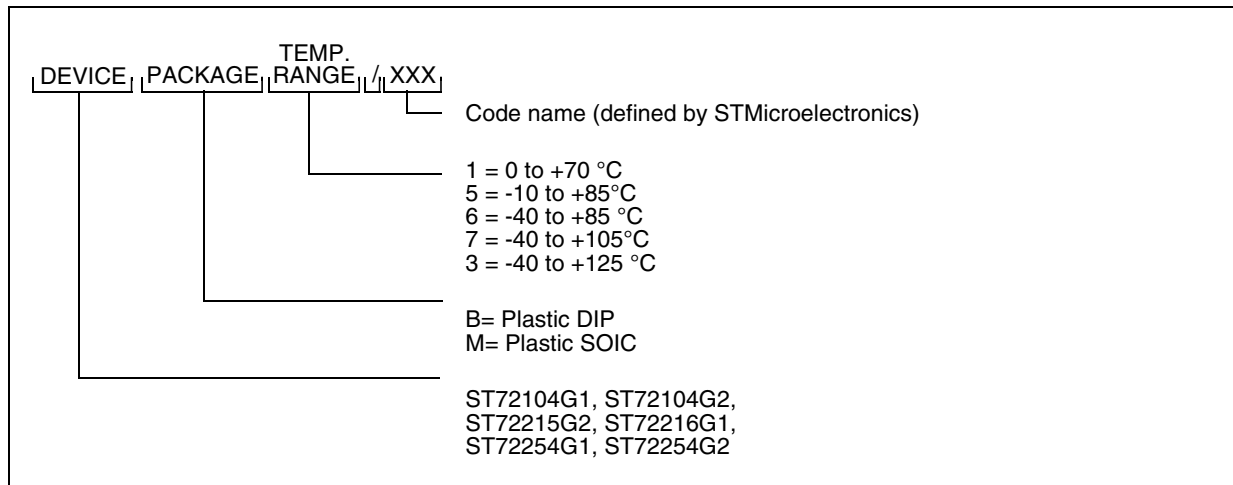 TEMP.
DEVICE PACKAGE RANGE / XXX
Code name (defined by STMicroelectronics)
1 = 0 to +70 °C
5 = -10 to +85°C
6 = -40 to +85 °C
7 = -40 to +105°C
3 = -40 to +125 °C
B= Plastic DIP
M= Plastic SOIC
ST72104G1, ST72104G2,
ST72215G2, ST72216G1,
ST72254G1, ST72254G2